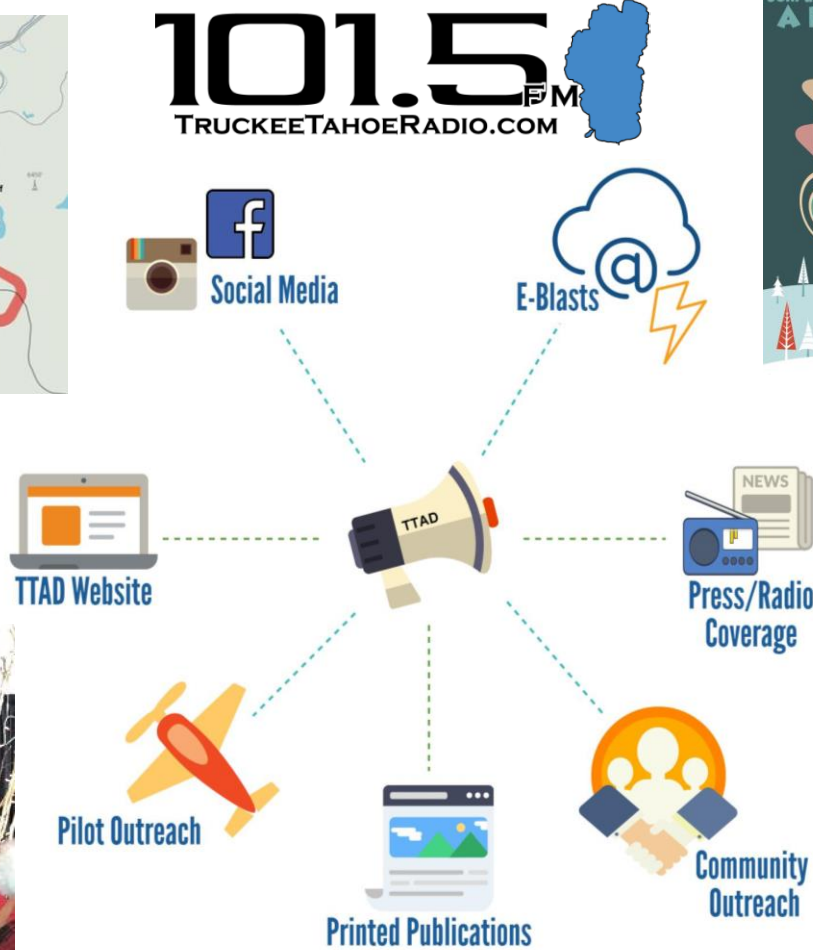 101.5 FM
TRUCKEETAHOERADIO.COM
Social Media
E-Blasts
@
NEWS
TTAD
TTAD Website
Press/Radio
Coverage
Pilot Outreach
Community
Outreach
Printed Publications